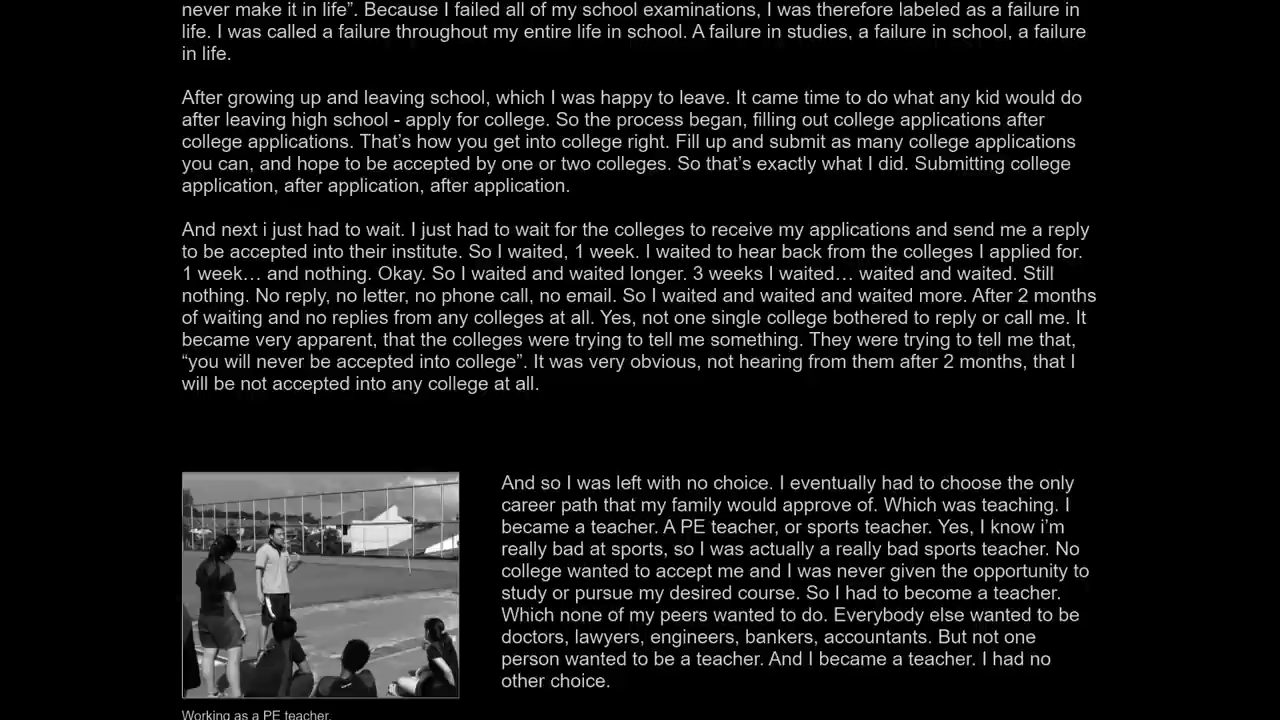 never make it in life”. Because I failed all of my school examinations, I was therefore labeled as a failure in
life. I was called a failure throughout my entire life in school. A failure in studies, a failure in school, a failure
in life.
After growing up and leaving school, which I was happy to leave. It came time to do what any kid would do
after leaving high school - apply for college. So the process began, filling out college applications after
college applications. That’s how you get into college right. Fill up and submit as many college applications
you can, and hope to be accepted by one or two colleges. So that’s exactly what I did. Submitting college
application, after application, after application.
And next i just had to wait. I just had to wait for the colleges to receive my applications and send me a reply
to be accepted into their institute. So I waited, 1 week. I waited to hear back from the colleges I applied for.
1 week… and nothing. Okay. So I waited and waited longer. 3 weeks I waited… waited and waited. Still
nothing. No reply, no letter, no phone call, no email. So I waited and waited and waited more. After 2 months
of waiting and no replies from any colleges at all. Yes, not one single college bothered to reply or call me. It
became very apparent, that the colleges were trying to tell me something. They were trying to tell me that,
“you will never be accepted into college”. It was very obvious, not hearing from them after 2 months, that I
will be not accepted into any college at all.
And so I was left with no choice. I eventually had to choose the only
career path that my family would approve of. Which was teaching. I
became a teacher. A PE teacher, or sports teacher. Yes, I know i’m
really bad at sports, so I was actually a really bad sports teacher. No
college wanted to accept me and I was never given the opportunity to
study or pursue my desired course. So I had to become a teacher.
Which none of my peers wanted to do. Everybody else wanted to be
doctors, lawyers, engineers, bankers, accountants. But not one
person wanted to be a teacher. And I became a teacher. I had no
other choice.
Working as a PE teacher.